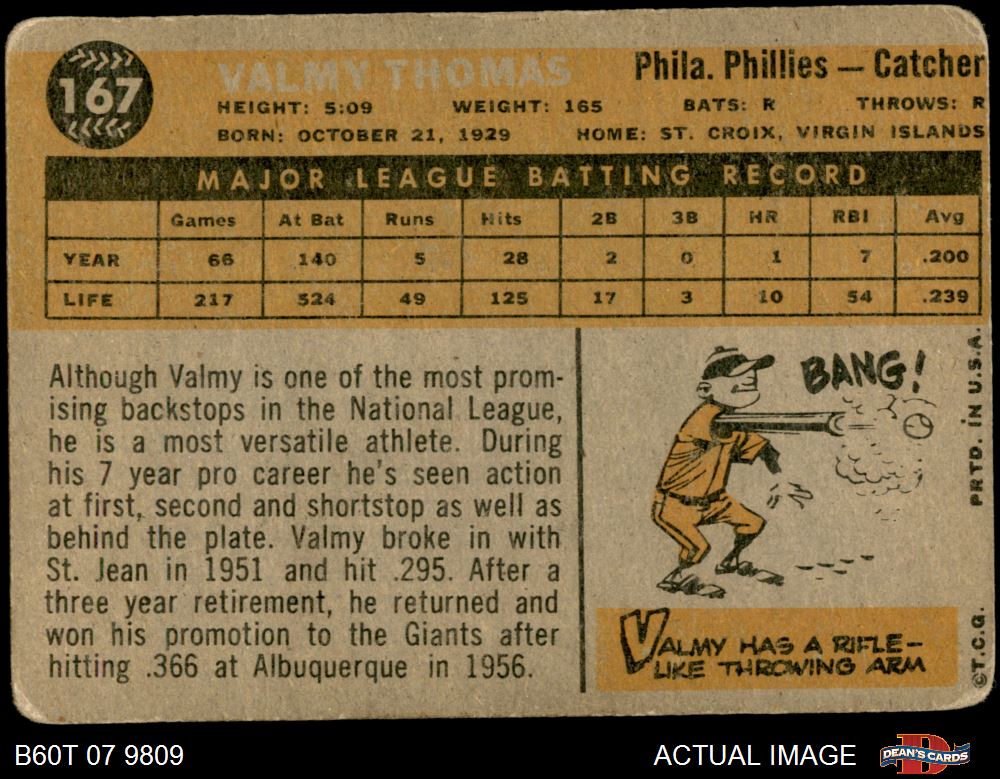 167
VALMY THOMAS
Phila. Phillies — Catcher
HEIGHT: 5:09 WEIGHT: 165 BATS: R THROWS: R
BORN: OCTOBER 21, 1929 HOME: ST. CROIX, VIRGIN ISLANDS
MAJOR LEAGUE BATTING RECORD
Games At Bat Runs Hits 2B 3B HR RBI Avg
YEAR 66 140 5 28 2 0 1 7 .200
LIFE 217 524 49 125 17 3 10 54 .239
Although Valmy is one of the most prom-
ising backstops in the National League,
he is a most versatile athlete. During
his 7 year pro career he's seen action
at first, second and shortstop as well as
behind the plate. Valmy broke in with
St. Jean in 1951 and hit .295. After a
three year retirement, he returned and
won his promotion to the Giants after
hitting .366 at Albuquerque in 1956.
BANG!
VALMY HAS A RIFLE-
LIKE THROWING ARM
PRTD. IN U.S.A.
©T.C.G.
B60T 07 9809
ACTUAL IMAGE
D
DEAN'S CARDS